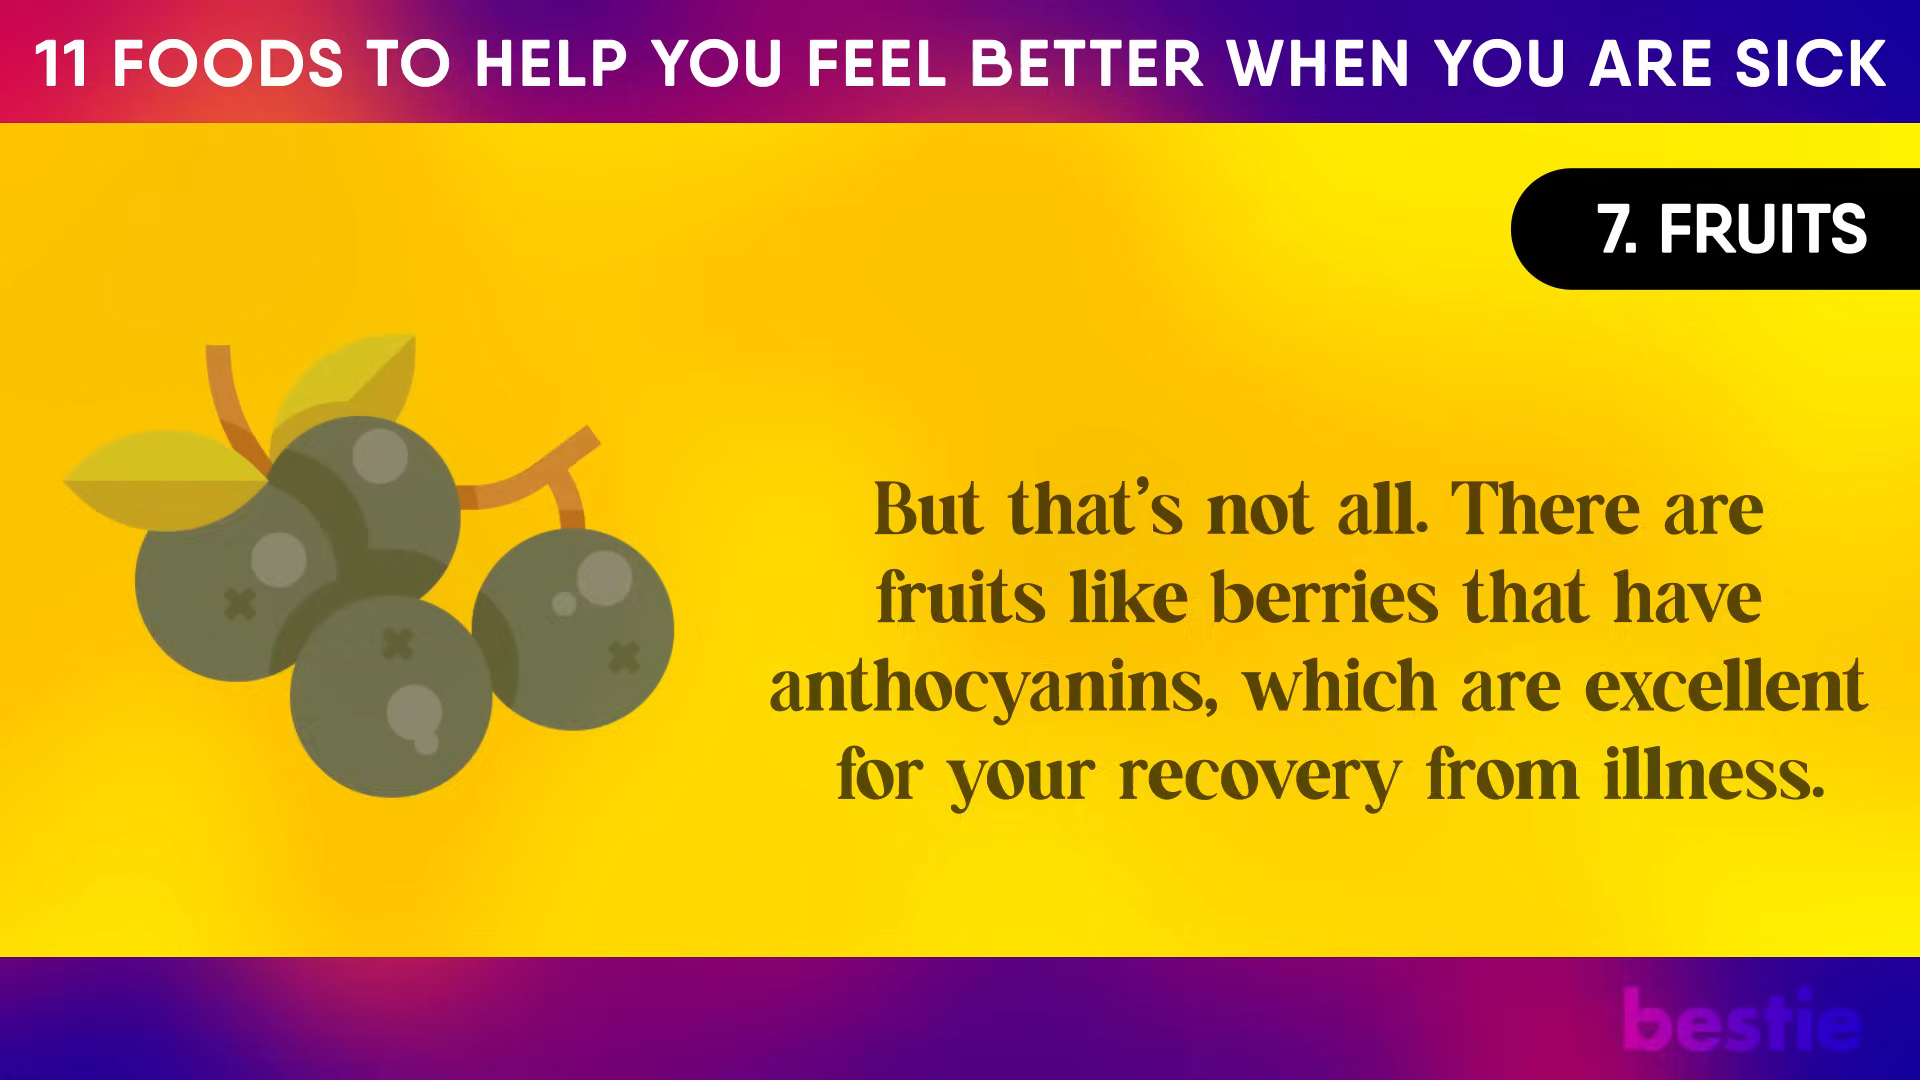 11 FOODS TO HELP YOU FEEL BETTER WHEN YOU ARE SICK
7. FRUITS
But that’s not all. There are
fruits like berries that have
anthocyanins, which are excellent
for your recovery from illness.
bestie